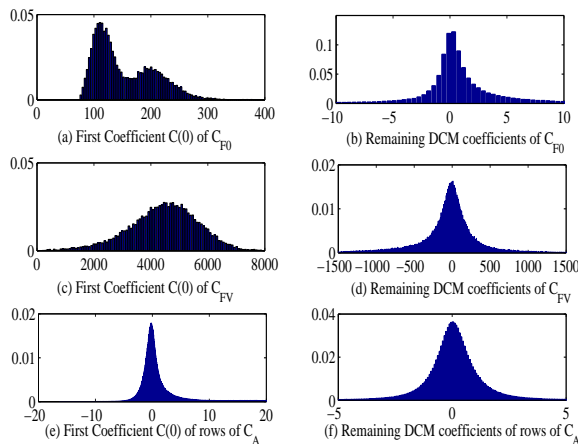 0.05
0
0 100 200 300 400
(a) First Coefficient C(0) of C_F0
0.1
0.05
0
−10 −5 0 5 10
(b) Remaining DCM coefficients of C_F0
0.05
0
0 2000 4000 6000 8000
(c) First Coefficient C(0) of C_FV
0.02
0.01
0
−1500 −1000 −500 0 500 1000 1500
(d) Remaining DCM coefficients of C_FV
0.02
0.01
0
−20 −10 0 10 20
(e) First Coefficient C(0) of rows of C_A
0.04
0.02
0
−5 0 5
(f) Remaining DCM coefficients of rows of C_A